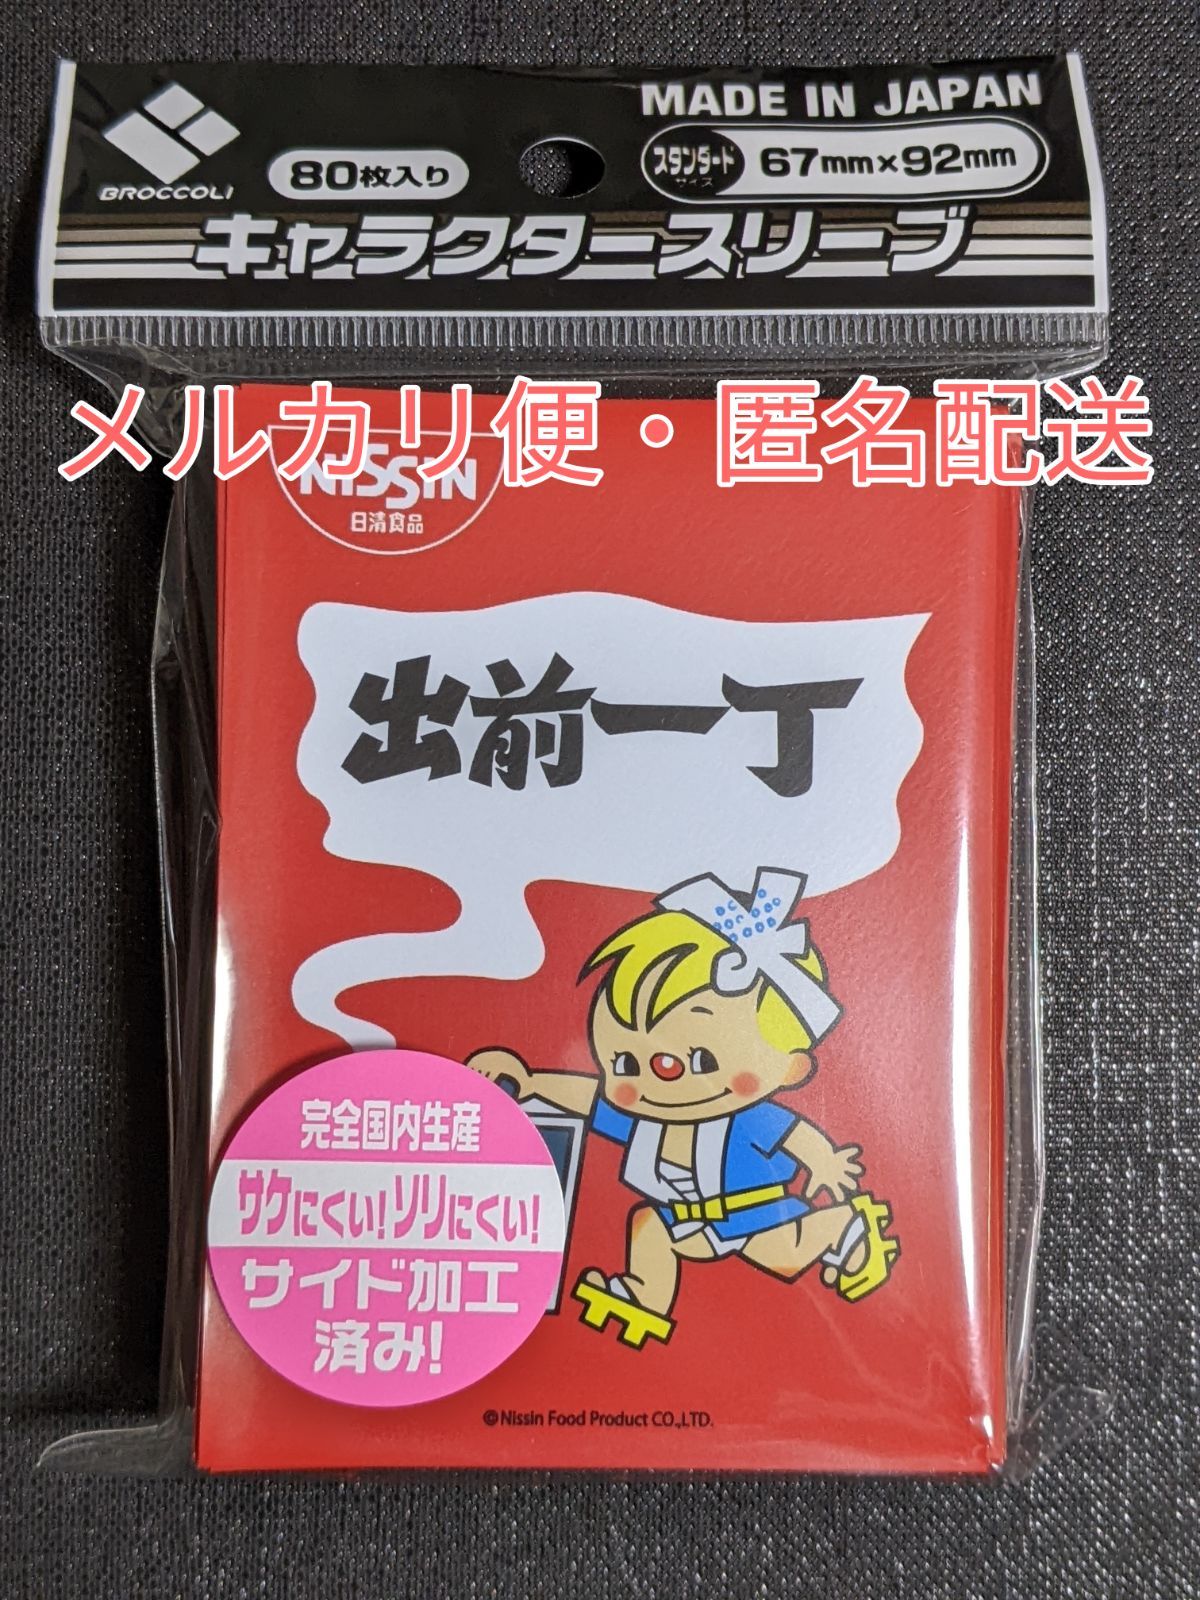 MADE IN JAPAN
BROCCOLI
80枚入り
スタンダード
サイズ
67mm×92mm
キャラクタースリーブ
メルカリ便・匿名配送
NISSIN
日清食品
出前一丁
完全国内生産
サケにくい!ソリにくい!
サイド加工
済み!
©Nissin Food Product CO.,LTD.